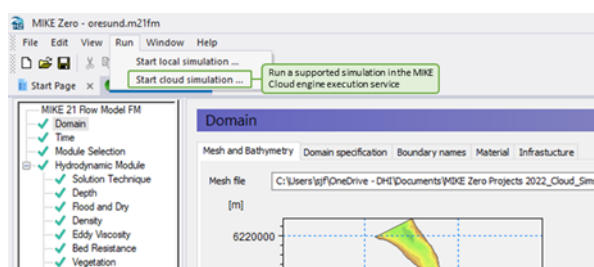 MIKE Zero - oresund.m21fm
File Edit View Run Window Help
Start local simulation ...
Start cloud simulation ...
Run a supported simulation in the MIKE
Cloud engine execution service
Start Page
MIKE 21 Flow Model FM
Domain
Time
Module Selection
Hydrodynamic Module
Solution Technique
Depth
Flood and Dry
Density
Eddy Viscosity
Bed Resistance
Vegetation
Domain
Mesh and Bathymetry Domain specification Boundary names Material Infrastucture
Mesh file C:\Users\sjf\OneDrive - DHI\Documents\MIKE Zero Projects 2022_Cloud_Sims
[m]
6220000